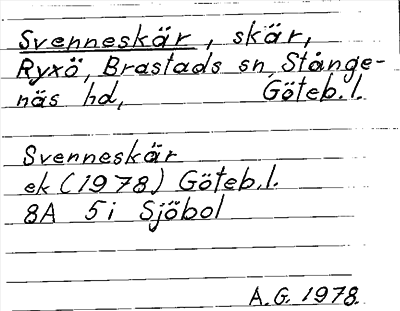 Svenneskär, skär,
Ryxö, Brastads sn, Stånge-
näs hd, Göteb.l.
Svenneskär
ek (1978) Göteb.l.
8A 5i Sjöbol
A.G. 1978.